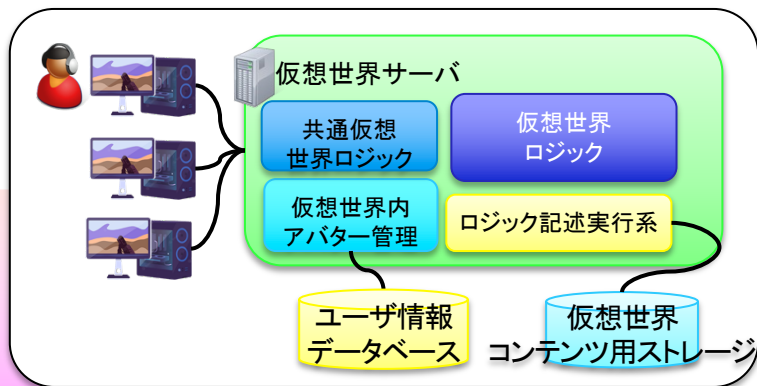 仮想世界サーバ
共通仮想
世界ロジック
仮想世界
ロジック
仮想世界内
アバター管理
ロジック記述実行系
ユーザ情報
データベース
仮想世界
コンテンツ用ストレージ